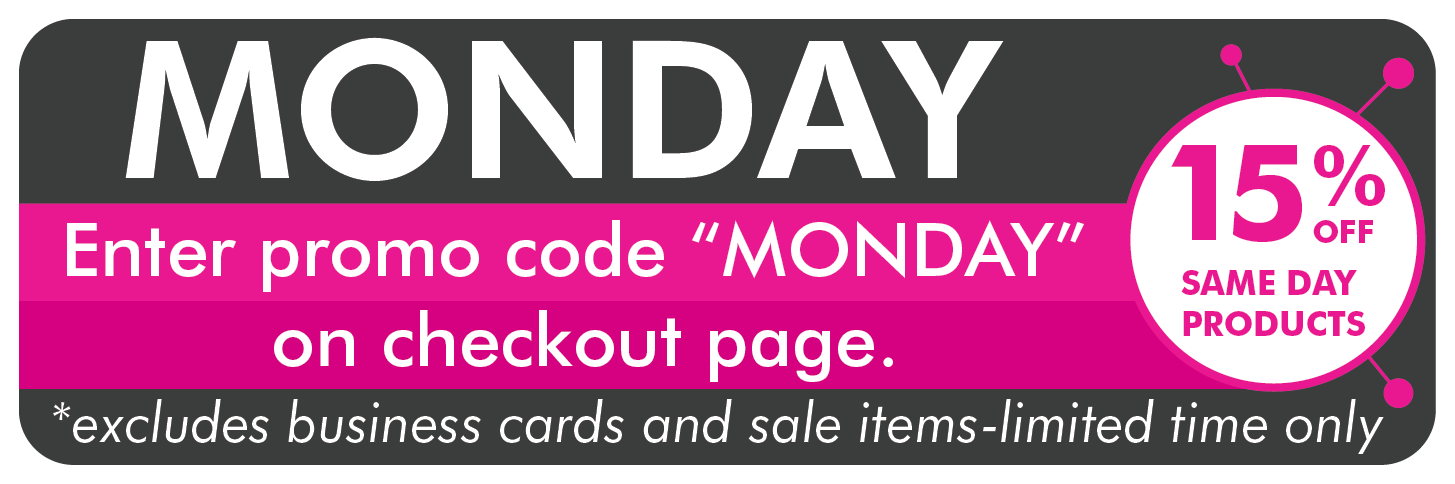 MONDAY
Enter promo code “MONDAY”
on checkout page.
*excludes business cards and sale items-limited time only
15%
OFF
SAME DAY
PRODUCTS